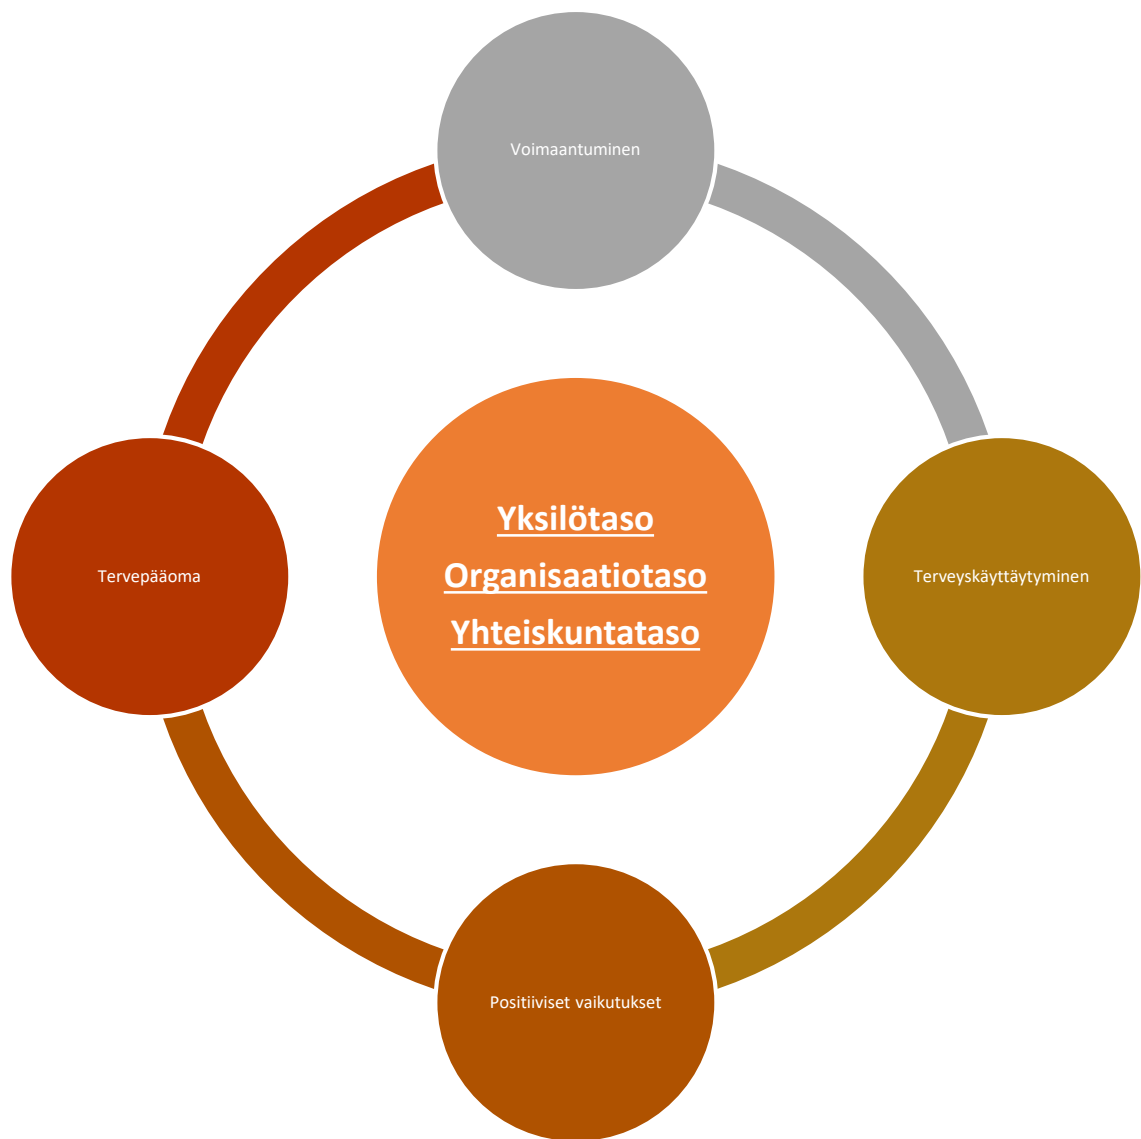 Voimaantuminen
Yksilötaso
Organisaatiotaso
Yhteiskuntataso
Tervepääoma
Terveyskäyttäytyminen
Positiiviset vaikutukset